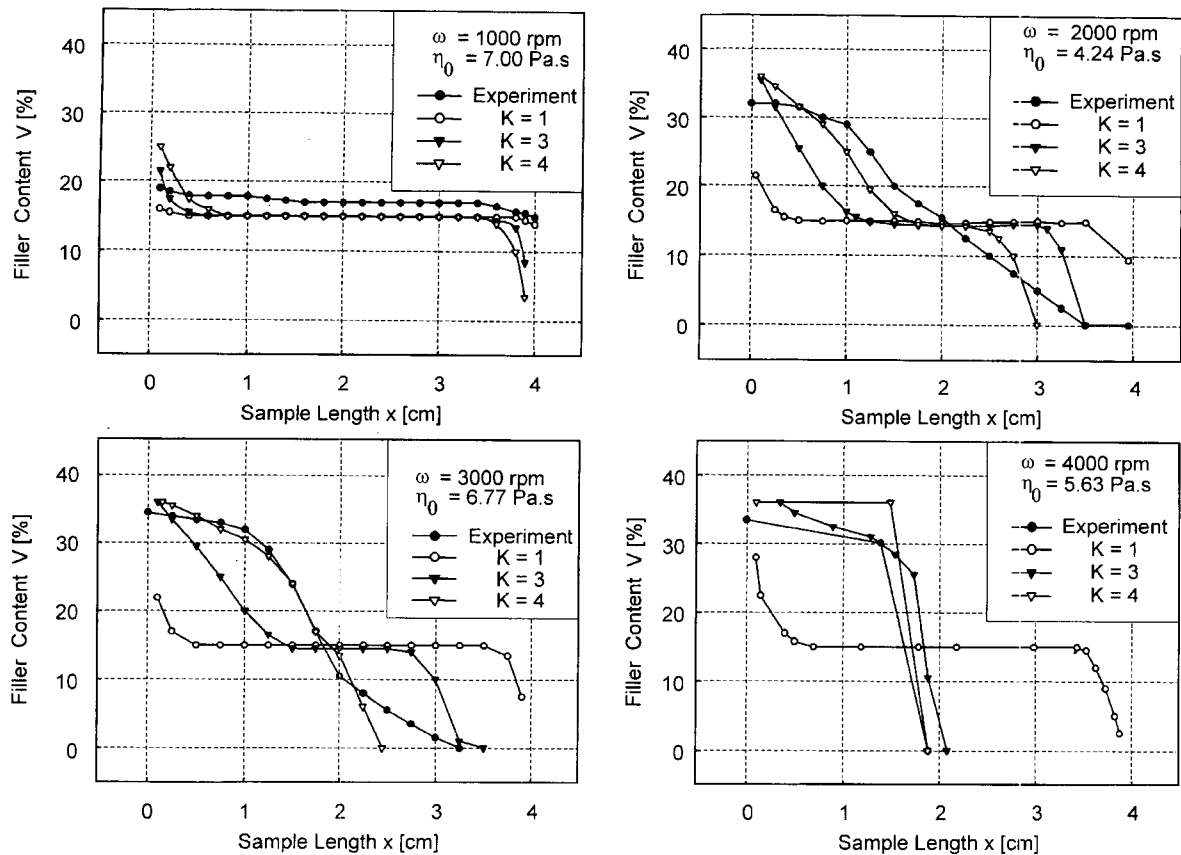 ω = 1000 rpm
η0 = 7.00 Pa.s
Experiment
K = 1
K = 3
K = 4
Filler Content V [%]
40
30
20
10
0
0 1 2 3 4
Sample Length x [cm]
ω = 2000 rpm
η0 = 4.24 Pa.s
Experiment
K = 1
K = 3
K = 4
Filler Content V [%]
40
30
20
10
0
0 1 2 3 4
Sample Length x [cm]
ω = 3000 rpm
η0 = 6.77 Pa.s
Experiment
K = 1
K = 3
K = 4
Filler Content V [%]
40
30
20
10
0
0 1 2 3 4
Sample Length x [cm]
ω = 4000 rpm
η0 = 5.63 Pa.s
Experiment
K = 1
K = 3
K = 4
Filler Content V [%]
40
30
20
10
0
0 1 2 3 4
Sample Length x [cm]